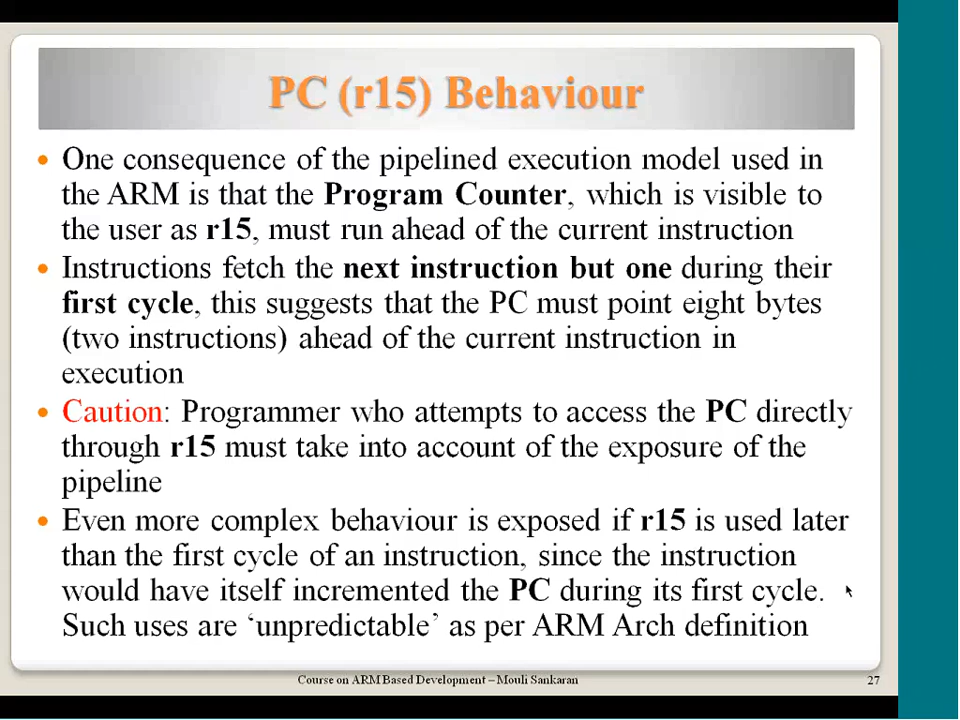 PC (r15) Behaviour
• One consequence of the pipelined execution model used in
the ARM is that the Program Counter, which is visible to
the user as r15, must run ahead of the current instruction
• Instructions fetch the next instruction but one during their
first cycle, this suggests that the PC must point eight bytes
(two instructions) ahead of the current instruction in
execution
• Caution: Programmer who attempts to access the PC directly
through r15 must take into account of the exposure of the
pipeline
• Even more complex behaviour is exposed if r15 is used later
than the first cycle of an instruction, since the instruction
would have itself incremented the PC during its first cycle.
Such uses are ‘unpredictable’ as per ARM Arch definition
Course on ARM Based Development – Mouli Sankaran
27